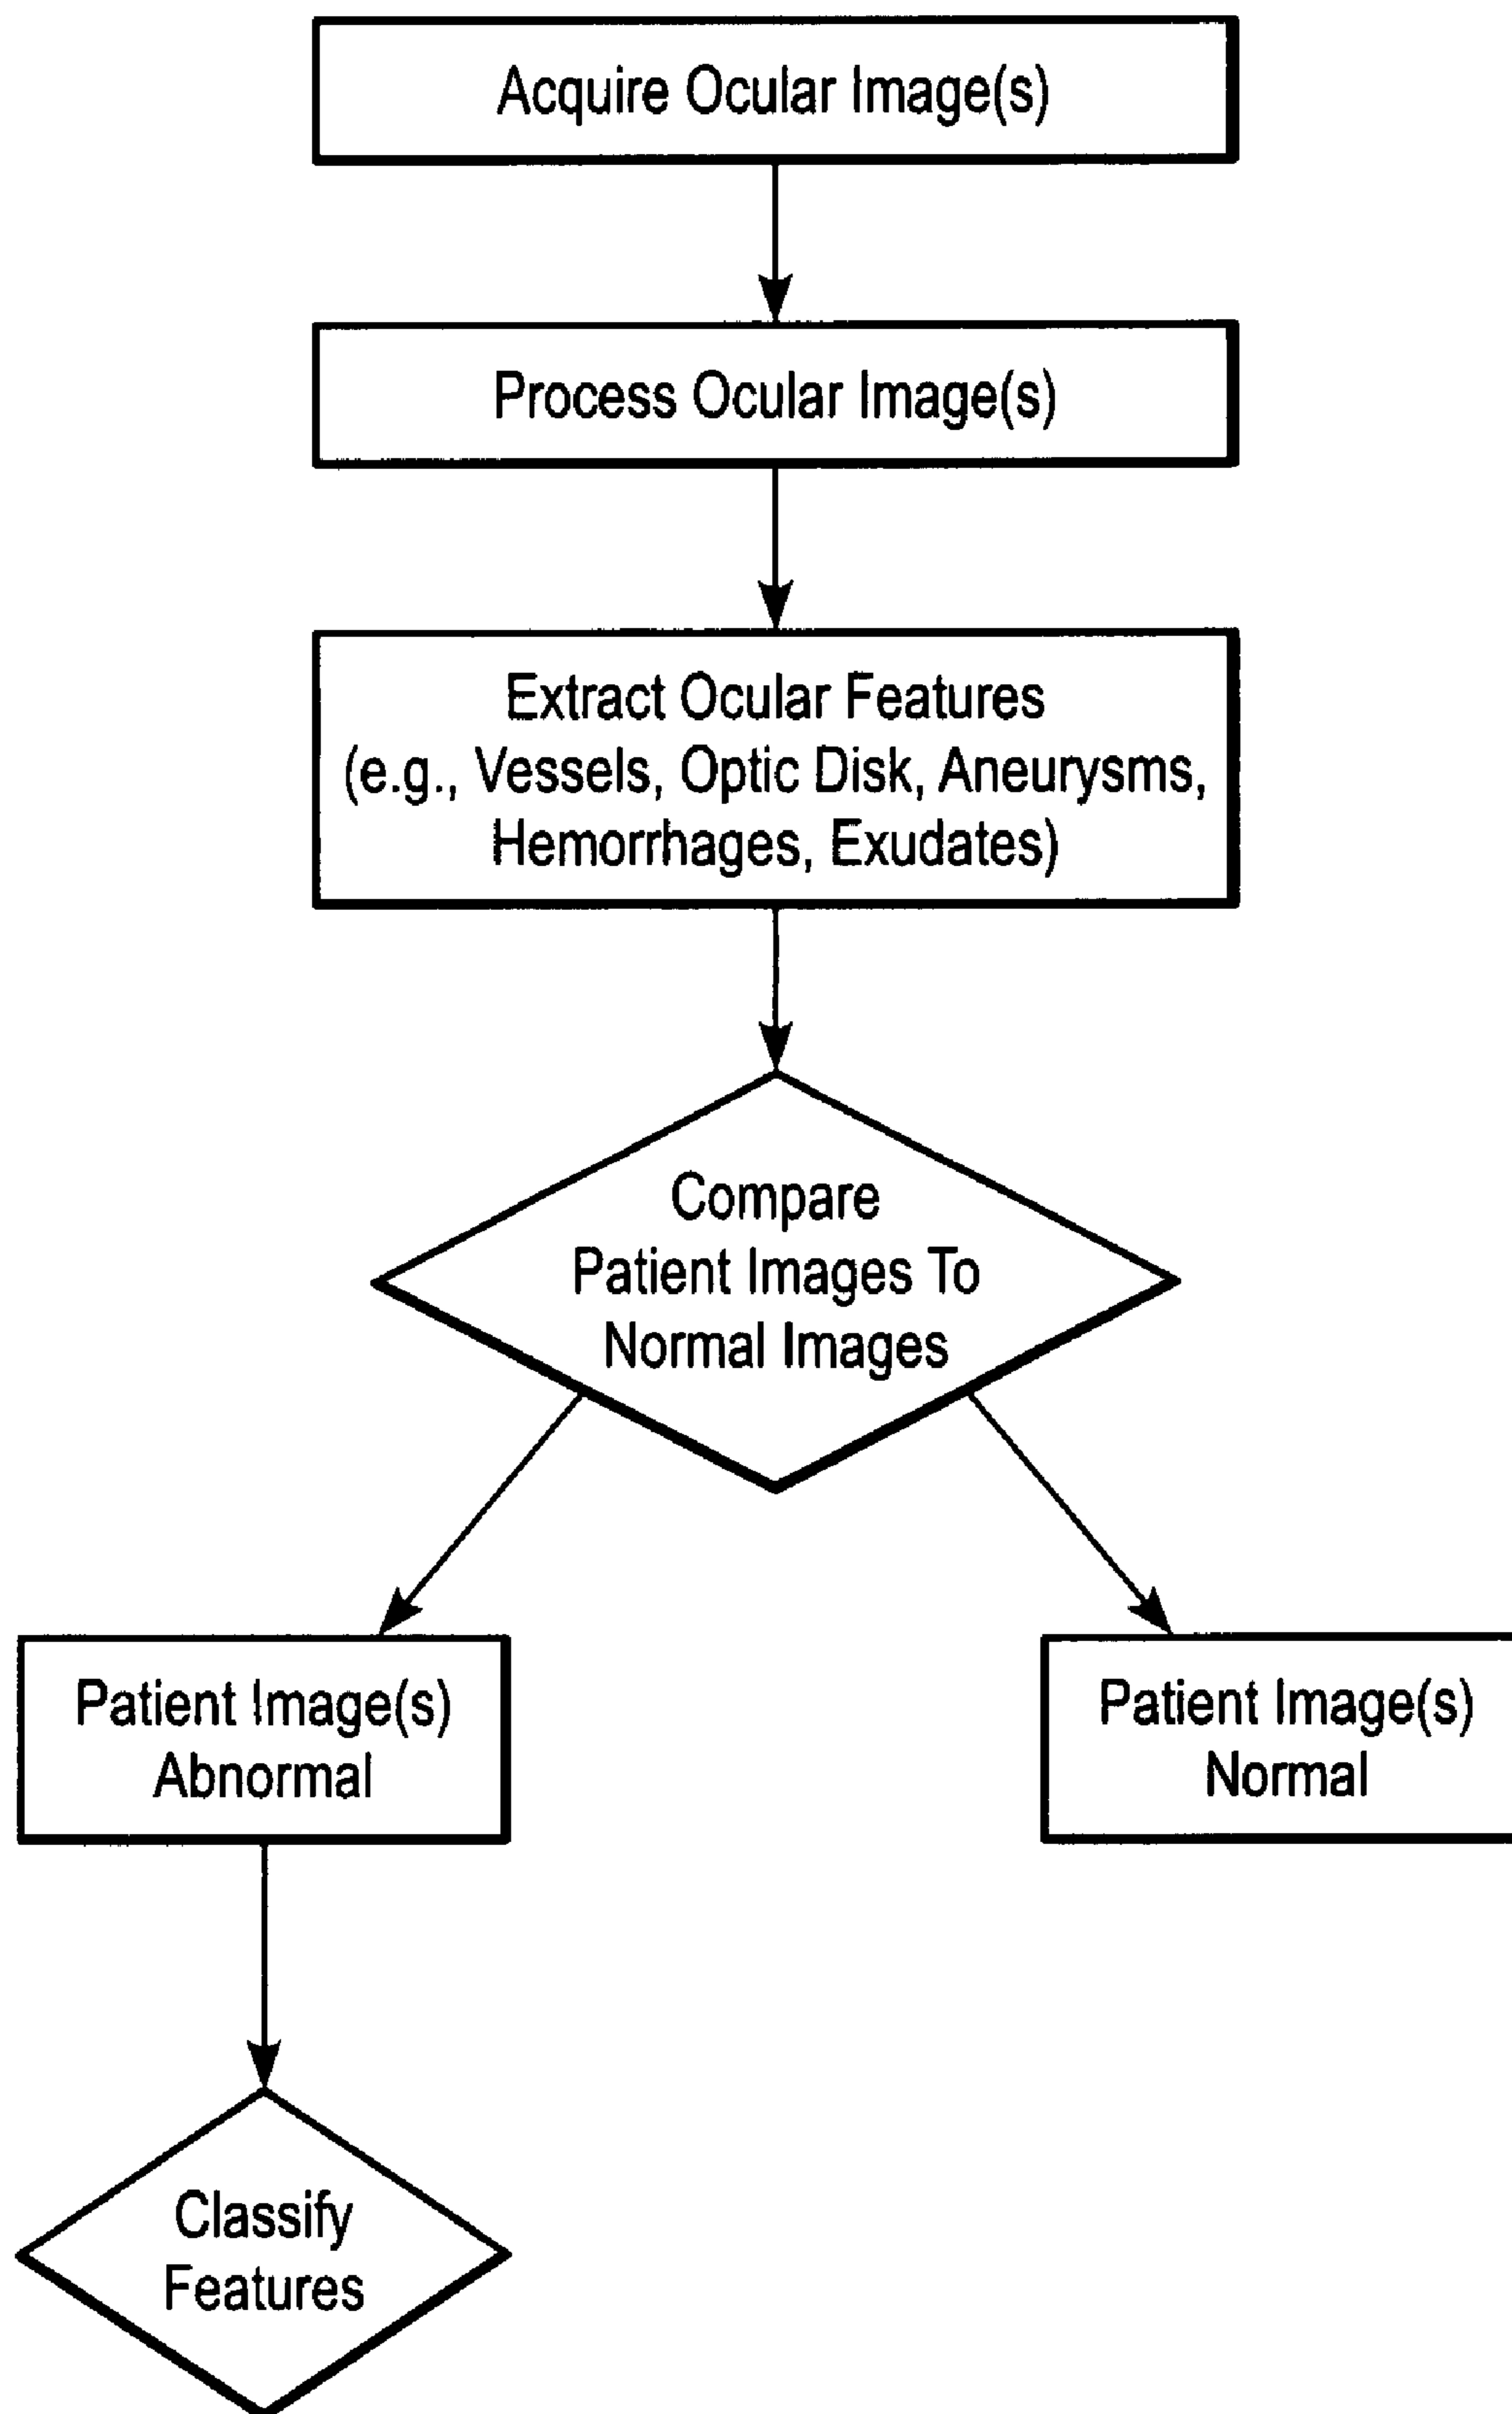 Acquire Ocular Image(s)
Process Ocular Image(s)
Extract Ocular Features
(e.g., Vessels, Optic Disk, Aneurysms,
Hemorrhages, Exudates)
Compare
Patient Images To
Normal Images
Patient Image(s)
Abnormal
Patient Image(s)
Normal
Classify
Features